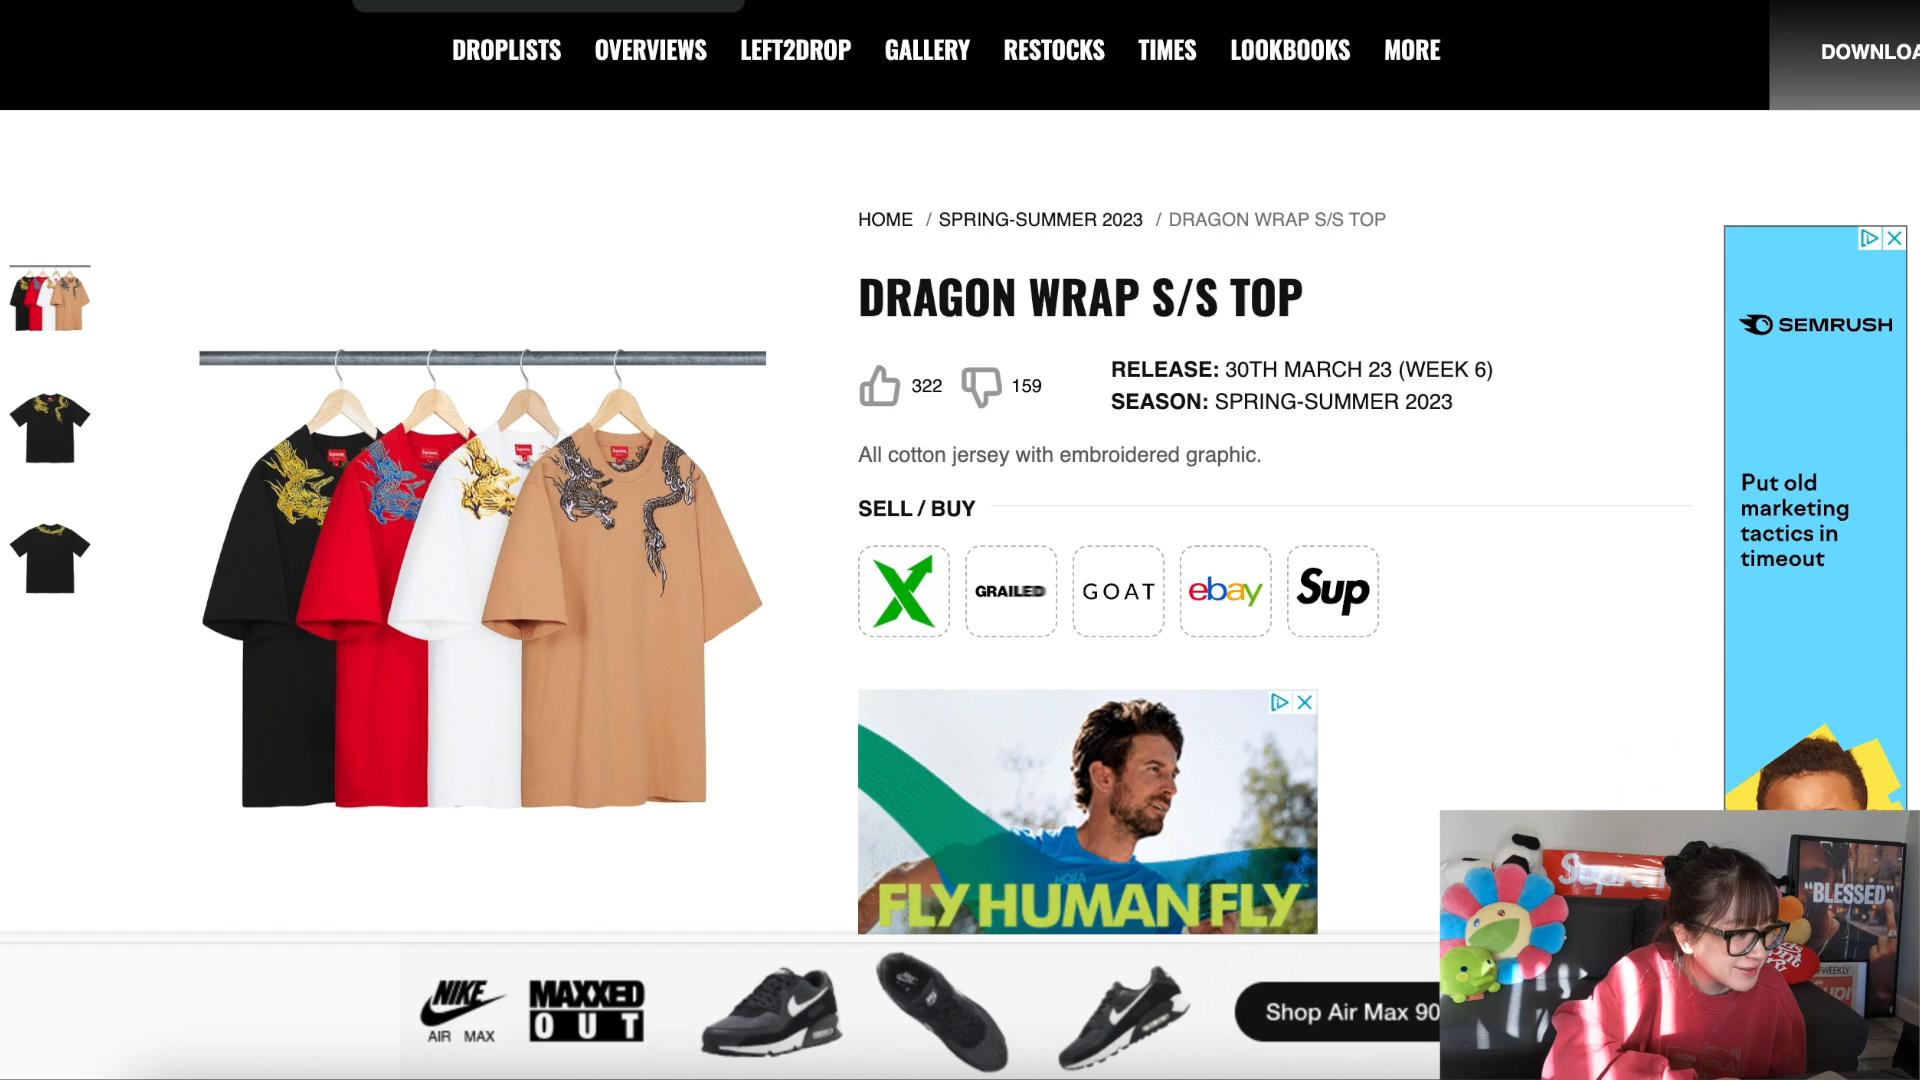 DROPLISTS OVERVIEWS LEFT2DROP GALLERY RESTOCKS TIMES LOOKBOOKS MORE
DOWNLOA
HOME / SPRING-SUMMER 2023 / DRAGON WRAP S/S TOP
DRAGON WRAP S/S TOP
322 159
RELEASE: 30TH MARCH 23 (WEEK 6)
SEASON: SPRING-SUMMER 2023
All cotton jersey with embroidered graphic.
SELL / BUY
GRAILED
GOAT
ebay
Sup
SEMRUSH
Put old
marketing
tactics in
timeout
HOKA
FLY HUMAN FLY
NIKE
AIR MAX
MAXXED
OUT
Shop Air Max 90
Suprem
"BLESSED"